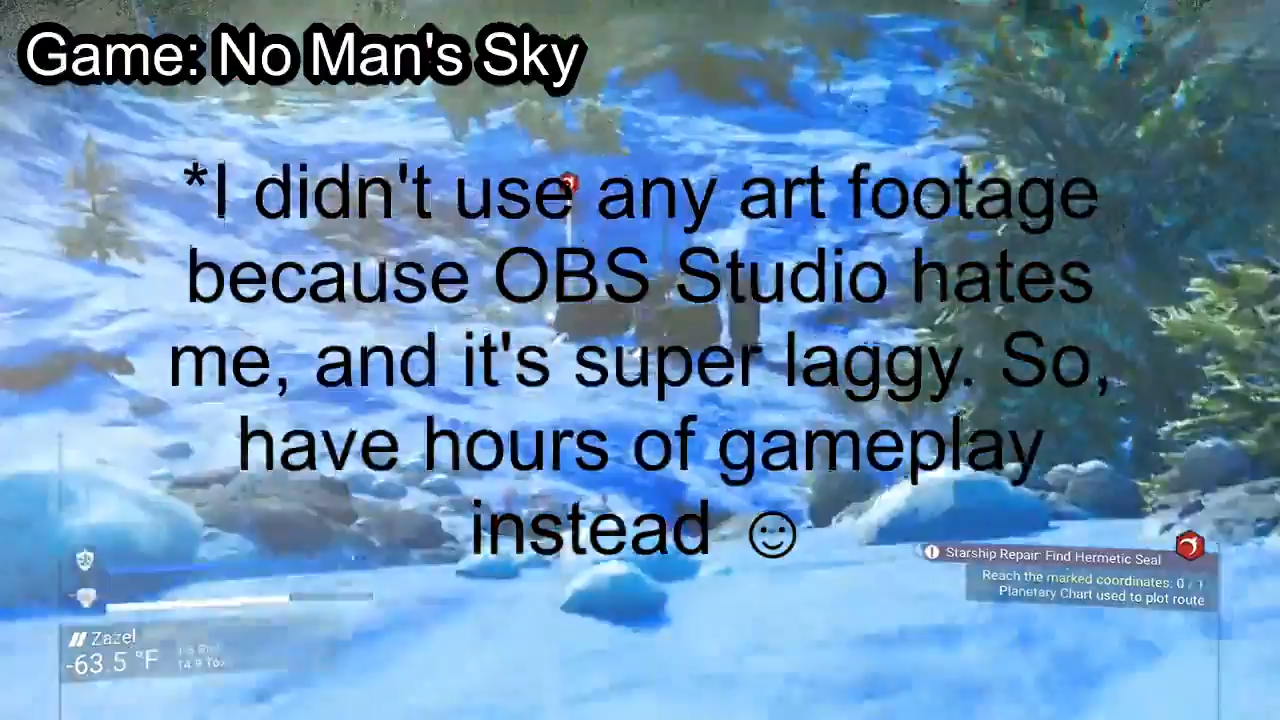 Game: No Man's Sky
*I didn't use any art footage
because OBS Studio hates
me, and it's super laggy. So,
have hours of gameplay
instead ☺
Starship Repair: Find Hermetic Seal
Reach the marked coordinates: 0 / 1
Planetary Chart used to plot route
Zazel
-63.5 °F